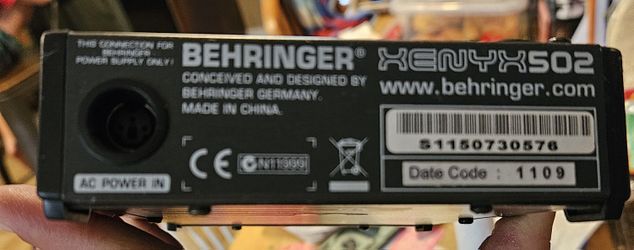 THIS CONNECTION FOR
BEHRINGER
POWER SUPPLY ONLY!
BEHRINGER®
CONCEIVED AND DESIGNED BY
BEHRINGER GERMANY.
MADE IN CHINA.
CE
N11999
AC POWER IN
XENYX502
www.behringer.com
S1150730576
Date Code : 1109